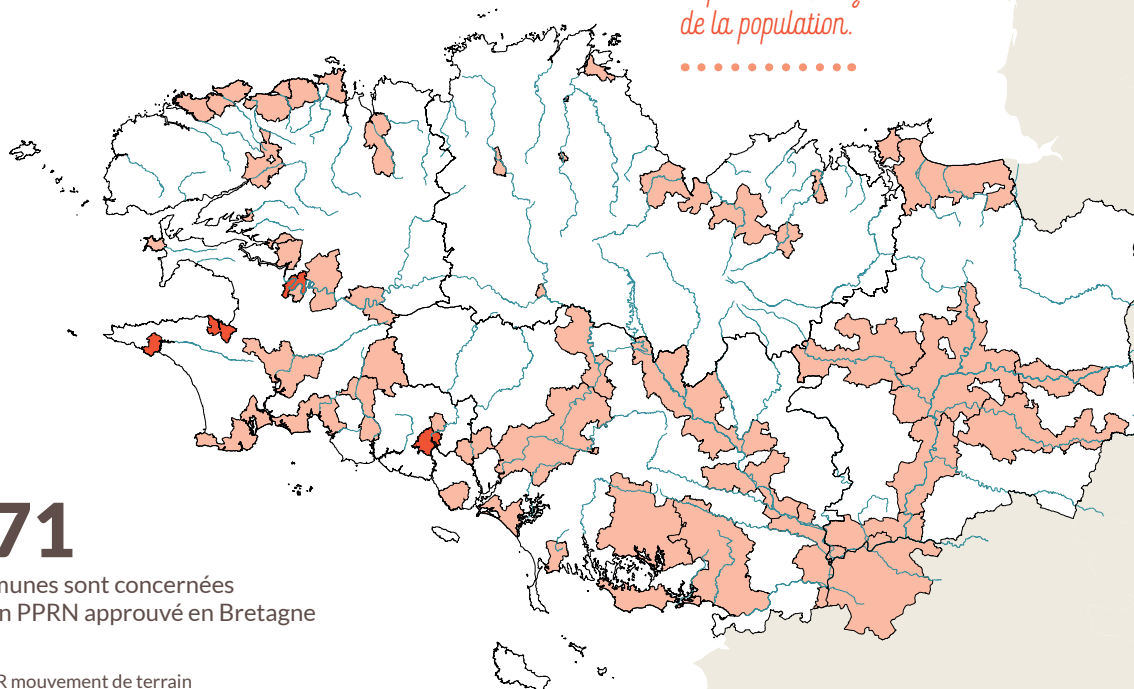 de la population.
71
munes sont concernées
n PPRN approuvé en Bretagne
R mouvement de terrain